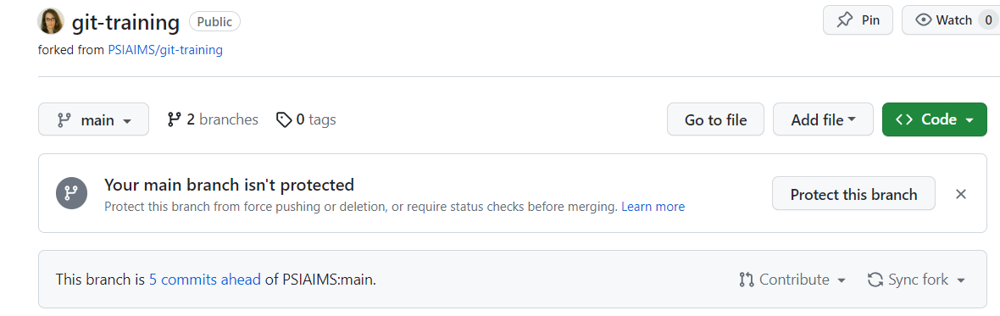 git-training Public Pin Watch 0
forked from PSIAIMS/git-training
main 2 branches 0 tags Go to file Add file Code
Your main branch isn't protected
Protect this branch from force pushing or deletion, or require status checks before merging. Learn more
Protect this branch
This branch is 5 commits ahead of PSIAIMS:main. Contribute Sync fork